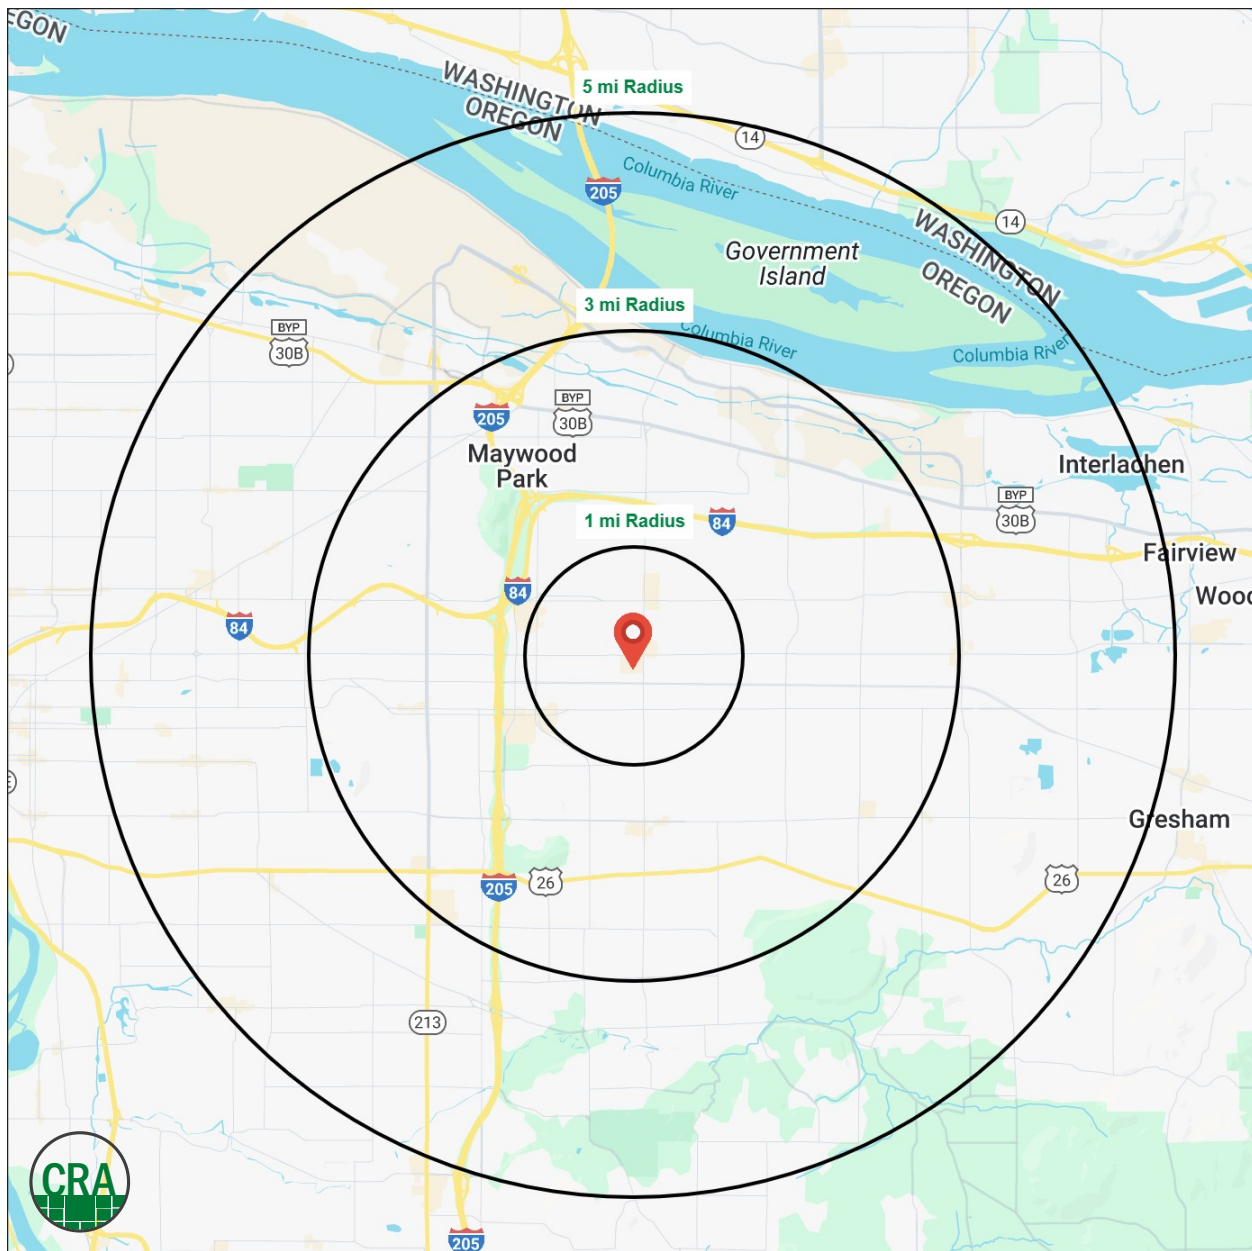 EGON
WASHINGTON
OREGON
5 mi Radius
14
Columbia River
205
14
WASHINGTON
OREGON
Government
Island
3 mi Radius
BYP
30B
Columbia River
Columbia River
205
BYP
30B
Maywood
Park
Interlachen
BYP
30B
1 mi Radius
84
Fairview
84
Wood
84
Gresham
205
26
26
213
CRA
205